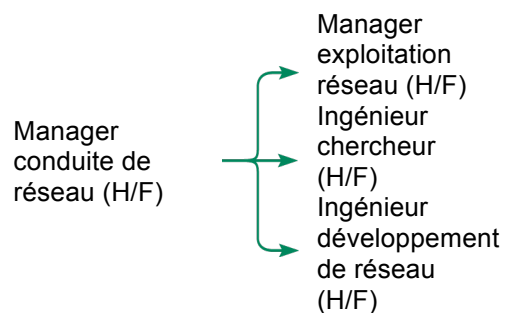 Manager
conduite de
réseau (H/F)
Manager
exploitation
réseau (H/F)
Ingénieur
chercheur
(H/F)
Ingénieur
développement
de réseau
(H/F)